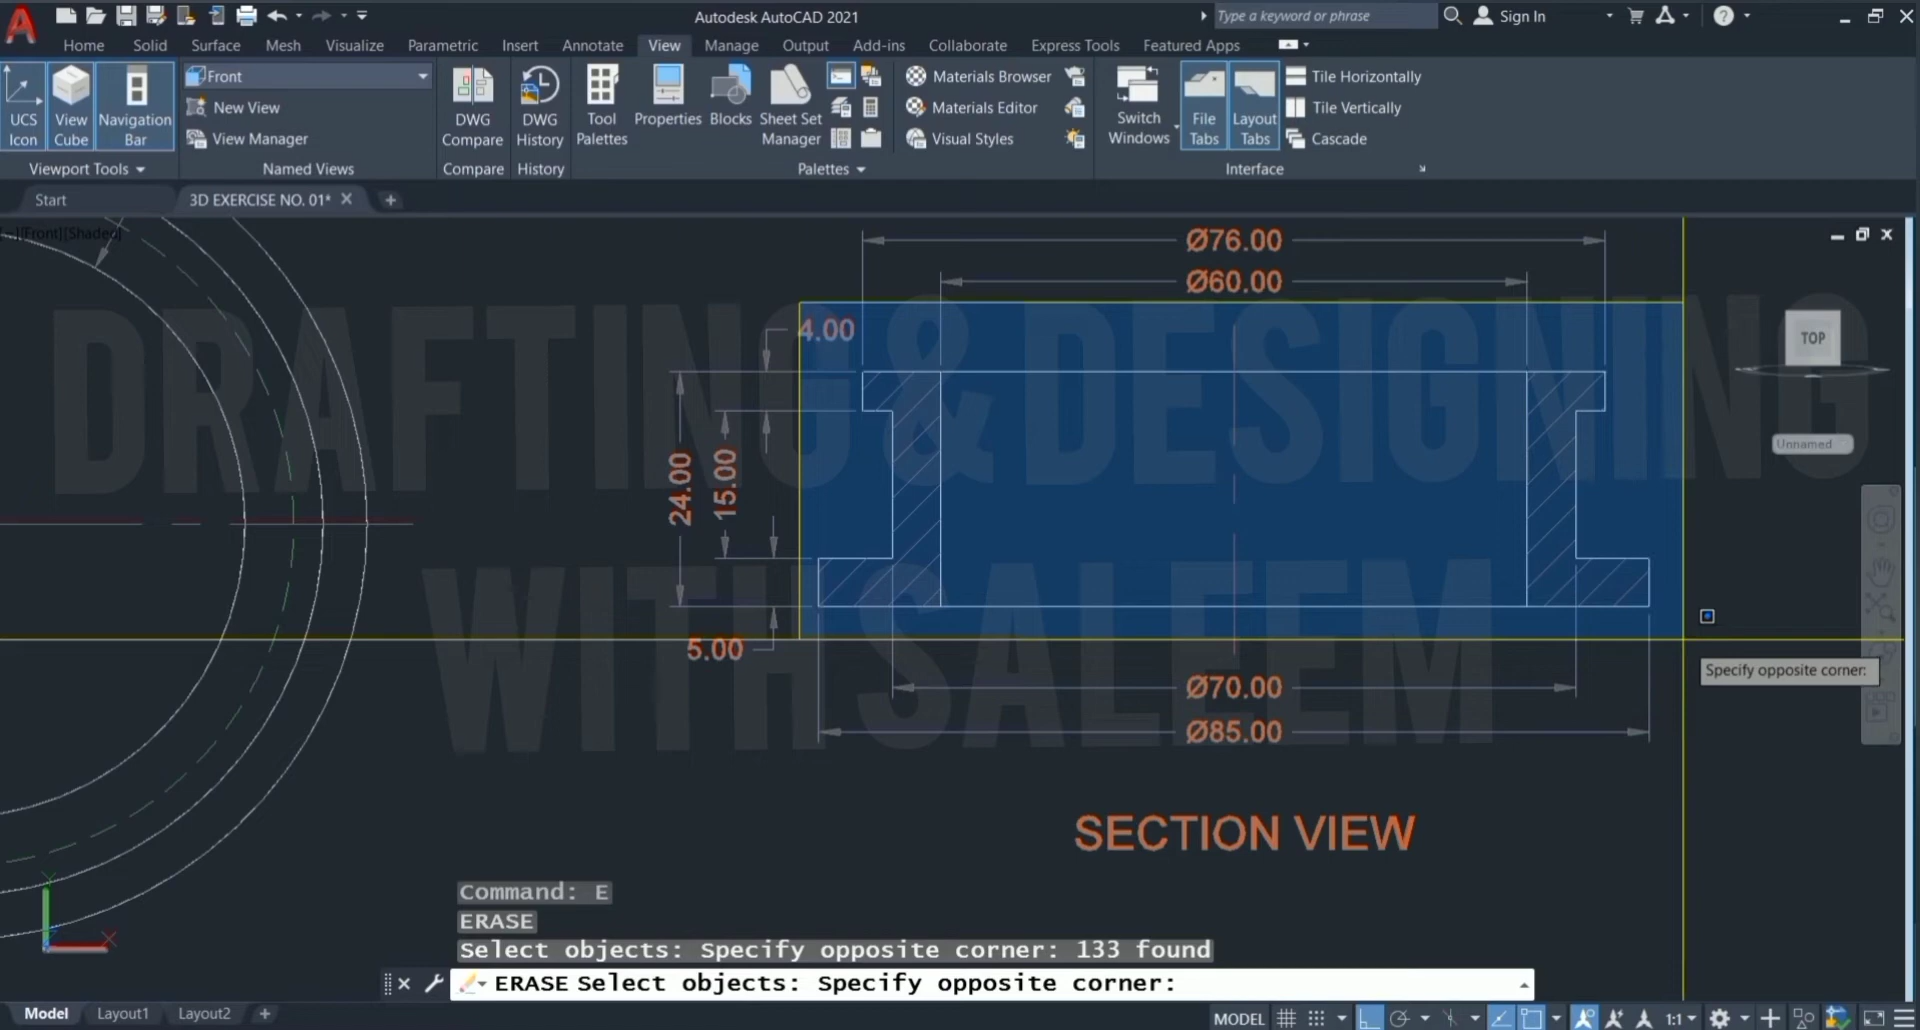 Autodesk AutoCAD 2021
Type a keyword or phrase
Sign In
Home Solid Surface Mesh Visualize Parametric Insert Annotate View Manage Output Add-ins Collaborate Express Tools Featured Apps
UCS Icon
View Cube
Navigation Bar
Front
New View
View Manager
DWG Compare
DWG History
Tool Palettes
Properties
Blocks
Sheet Set Manager
Materials Browser
Materials Editor
Visual Styles
Switch Windows
File Tabs
Layout Tabs
Tile Horizontally
Tile Vertically
Cascade
Viewport Tools
Named Views
Compare
History
Palettes
Interface
Start
3D EXERCISE NO. 01*
[−][Front][Shaded]
Ø76.00
Ø60.00
4.00
TOP
Unnamed
DRAFTING & DESIGNING
24.00
15.00
WITH SALEEM
5.00
Specify opposite corner:
Ø70.00
Ø85.00
SECTION VIEW
Y
X
Command: E
ERASE
Select objects: Specify opposite corner: 133 found
ERASE Select objects: Specify opposite corner:
Model Layout1 Layout2
MODEL
1:1